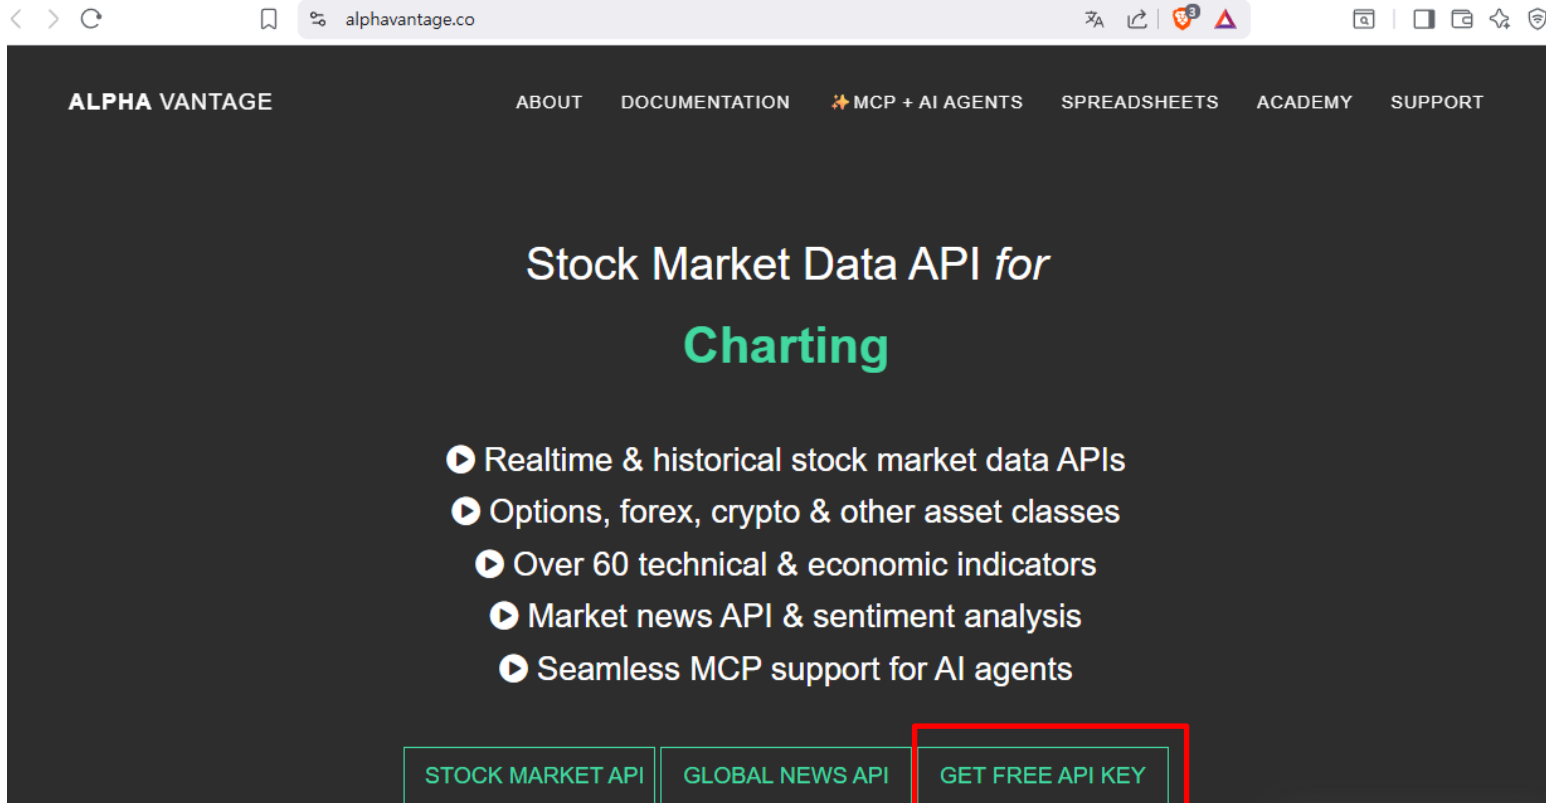 alphavantage.co
3
ALPHA VANTAGE
ABOUT DOCUMENTATION ✨MCP + AI AGENTS SPREADSHEETS ACADEMY SUPPORT
Stock Market Data API for
Charting
Realtime & historical stock market data APIs
Options, forex, crypto & other asset classes
Over 60 technical & economic indicators
Market news API & sentiment analysis
Seamless MCP support for AI agents
STOCK MARKET API GLOBAL NEWS API GET FREE API KEY